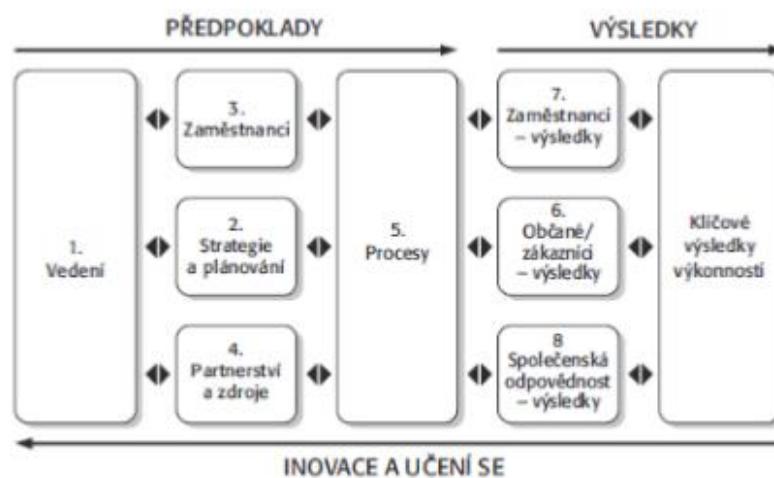 PŘEDPOKLADY
VÝSLEDKY
1.
Vedení
3.
Zaměstnanci
2.
Strategie
a plánování
4.
Partnerství
a zdroje
5.
Procesy
7.
Zaměstnanci
– výsledky
6.
Občané/
zákazníci
– výsledky
8
Společenská
odpovědnost
– výsledky
Klíčové
výsledky
výkonnosti
INOVACE A UČENÍ SE